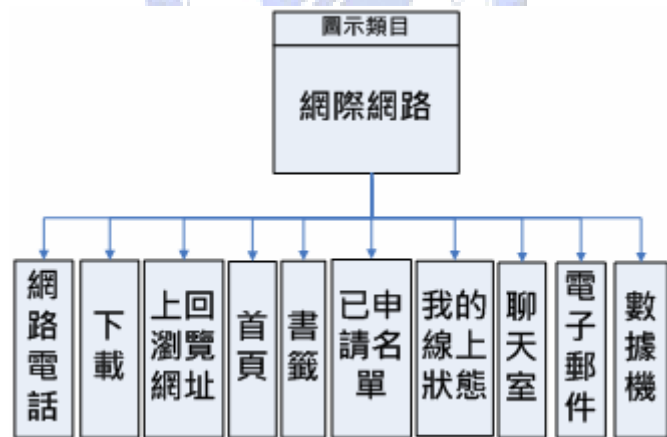 圖示類目
網際網路
網路電話
下載
上回
瀏覽
網址
首頁
書籤
已申
請名
單
我的
線上
狀態
聊天室
電子郵件
數據機